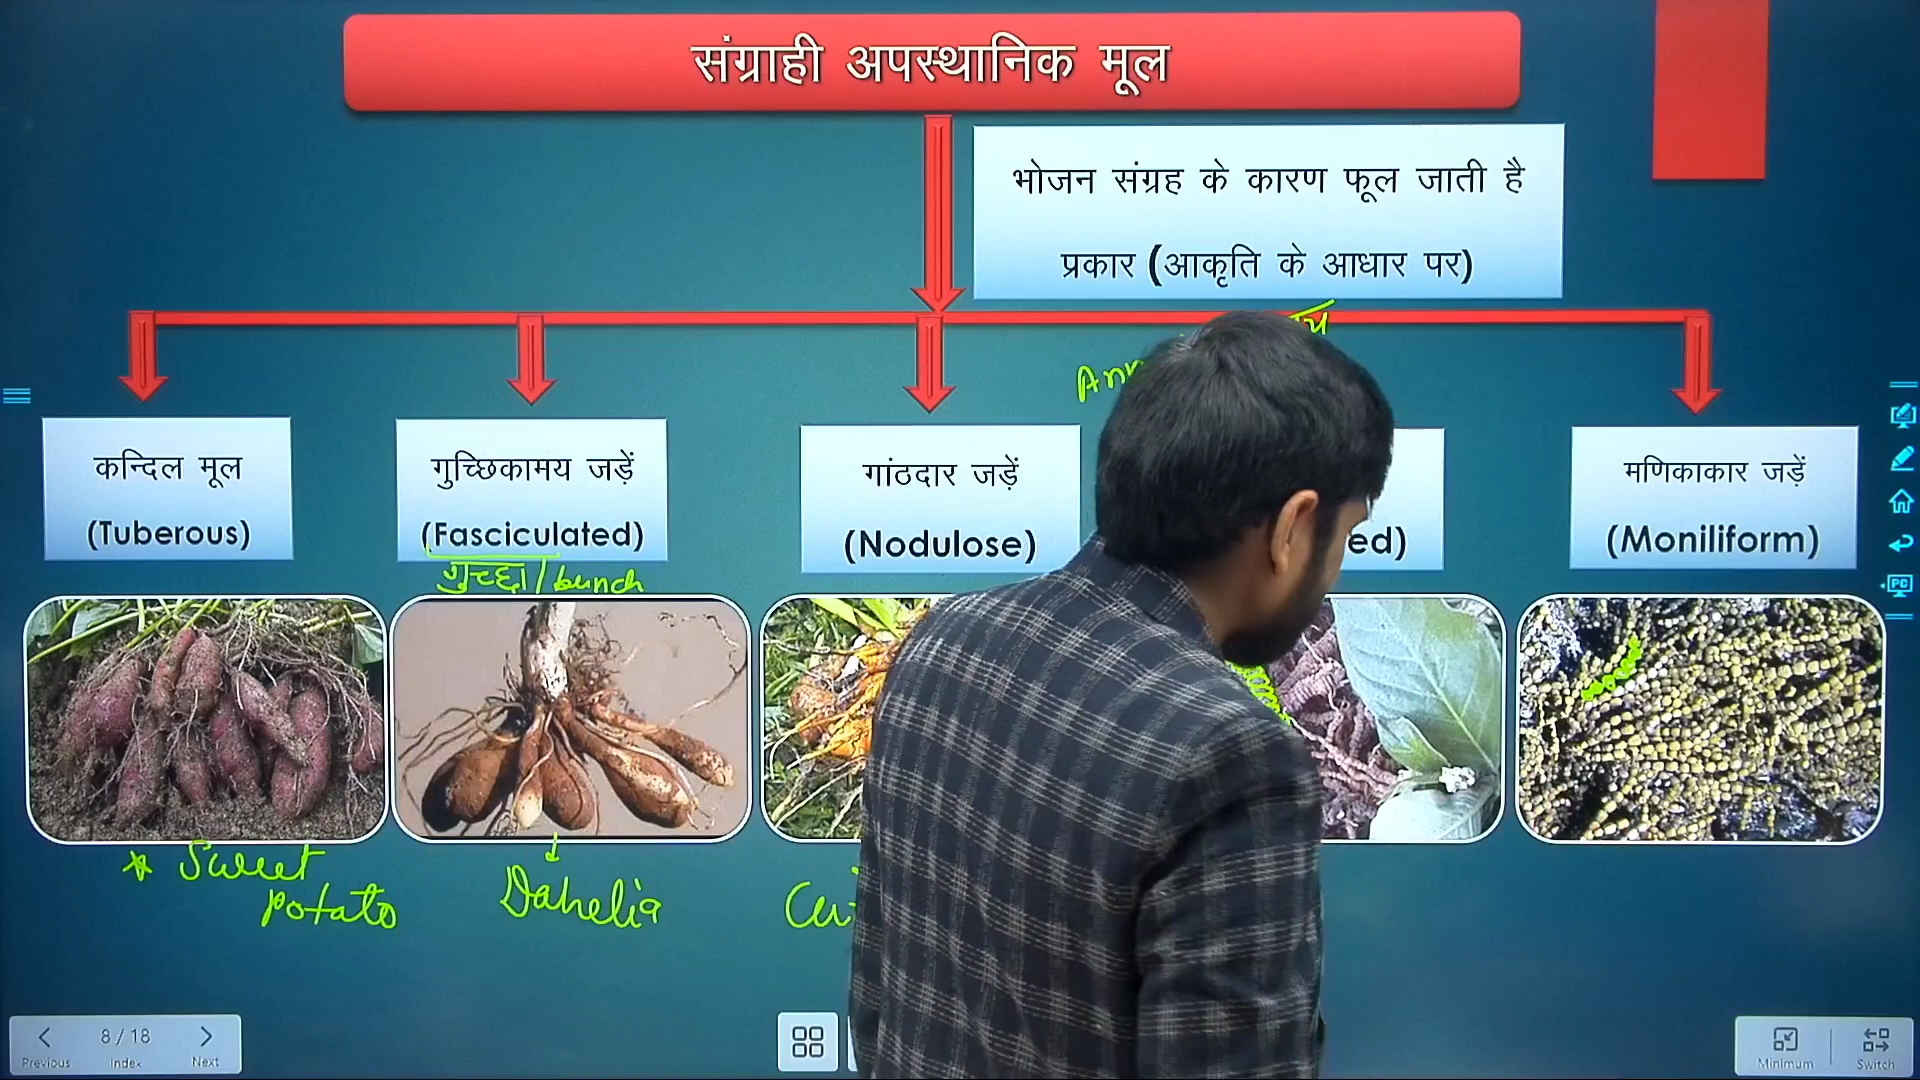 संग्राही अपस्थानिक मूल
भोजन संग्रह के कारण फूल जाती है
प्रकार (आकृति के आधार पर)
कन्दिल मूल
(Tuberous)
गुच्छिकामय जड़ें
(Fasciculated)
गुच्छा / bunch
गांठदार जड़ें
(Nodulose)
ed)
मणिकाकार जड़ें
(Moniliform)
* Sweet
Potato
Dahelia
8 / 18
Previous
Index
Next
Minimum
Switch
PC